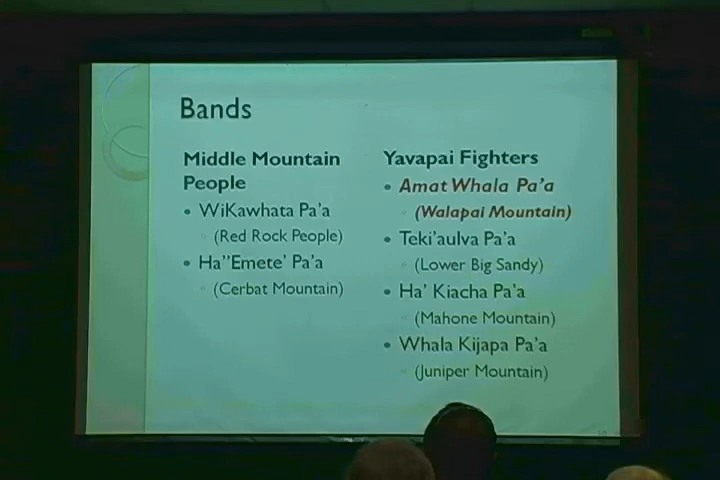 Bands
Middle Mountain
People
• WiKawhata Pa'a
◦ (Red Rock People)
• Ha"Emete' Pa'a
◦ (Cerbat Mountain)
Yavapai Fighters
• Amat Whala Pa'a
◦ (Walapai Mountain)
• Teki'aulva Pa'a
◦ (Lower Big Sandy)
• Ha' Kiacha Pa'a
◦ (Mahone Mountain)
• Whala Kijapa Pa'a
◦ (Juniper Mountain)